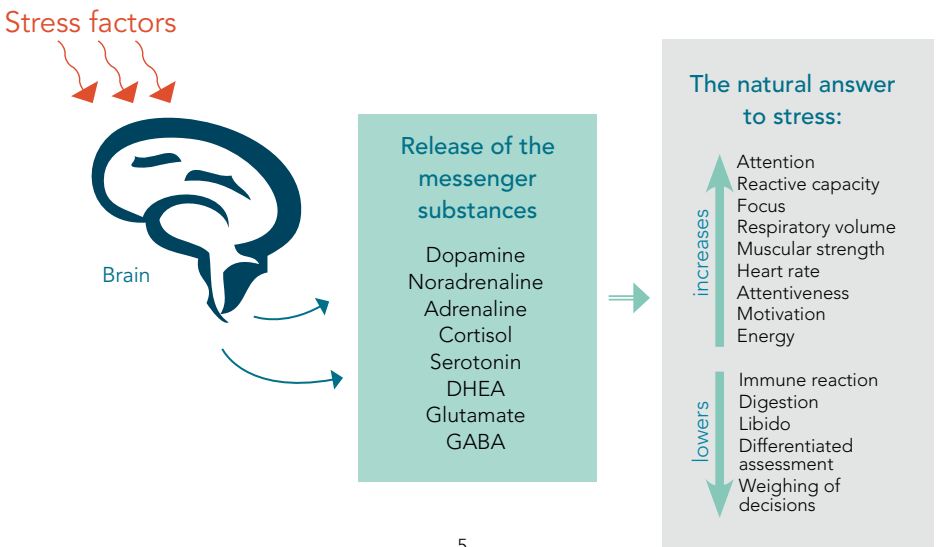 Stress factors
Brain
Release of the
messenger
substances
Dopamine
Noradrenaline
Adrenaline
Cortisol
Serotonin
DHEA
Glutamate
GABA
The natural answer
to stress:
increases
Attention
Reactive capacity
Focus
Respiratory volume
Muscular strength
Heart rate
Attentiveness
Motivation
Energy
lowers
Immune reaction
Digestion
Libido
Differentiated
assessment
Weighing of
decisions
5